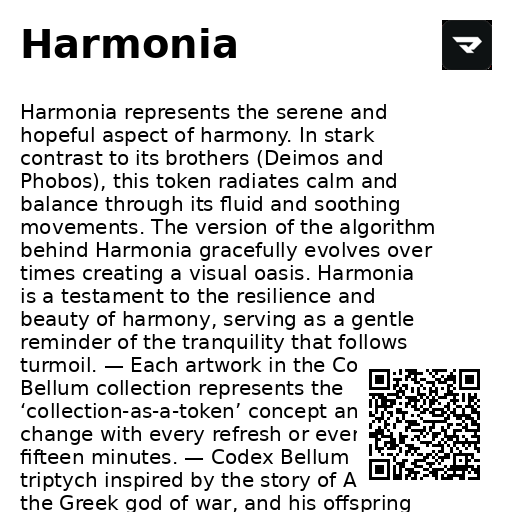 Harmonia
Harmonia represents the serene and
hopeful aspect of harmony. In stark
contrast to its brothers (Deimos and
Phobos), this token radiates calm and
balance through its fluid and soothing
movements. The version of the algorithm
behind Harmonia gracefully evolves over
times creating a visual oasis. Harmonia
is a testament to the resilience and
beauty of harmony, serving as a gentle
reminder of the tranquility that follows
turmoil. — Each artwork in the Co
Bellum collection represents the
‘collection-as-a-token’ concept an
change with every refresh or ever
fifteen minutes. — Codex Bellum
triptych inspired by the story of A
the Greek god of war, and his offspring